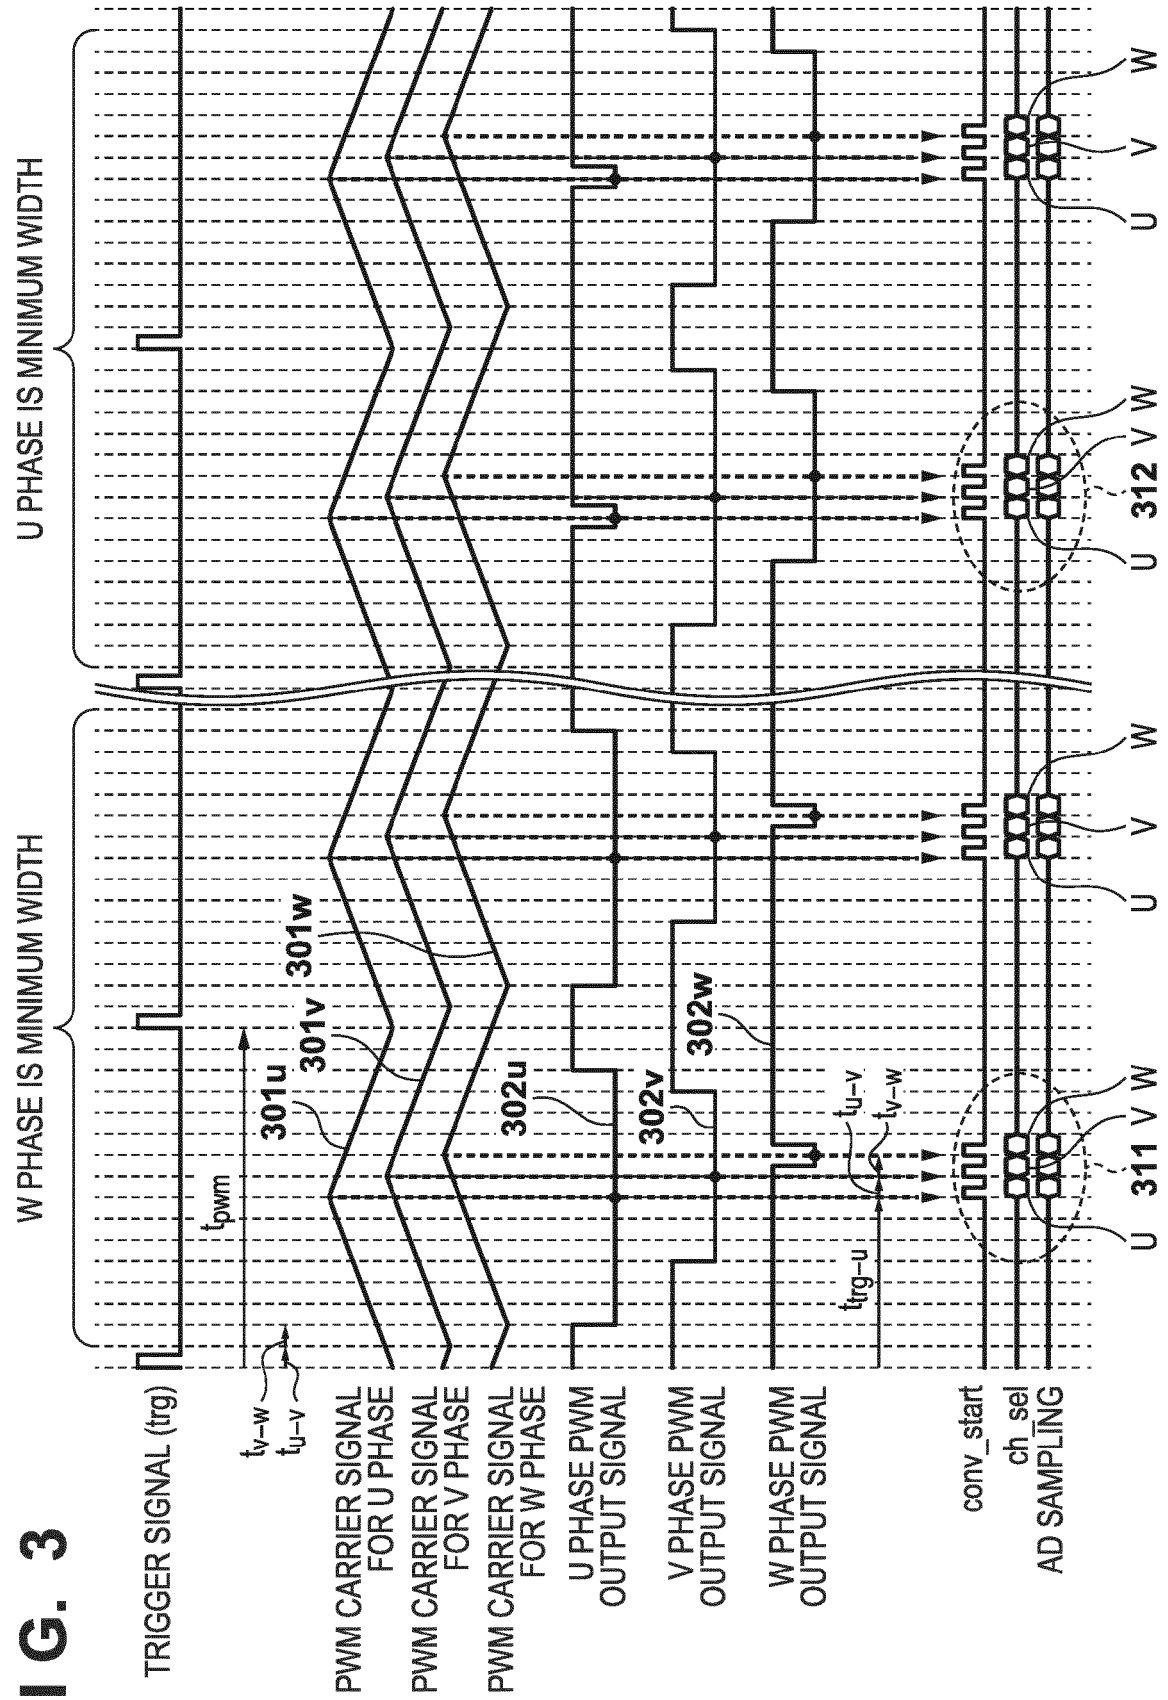 I G. 3
W PHASE IS MINIMUM WIDTH
U PHASE IS MINIMUM WIDTH
TRIGGER SIGNAL (trg)
tpwm
tv–w
tu–v
PWM CARRIER SIGNAL
FOR U PHASE
301u
PWM CARRIER SIGNAL
FOR V PHASE
301v
PWM CARRIER SIGNAL
FOR W PHASE
301w
U PHASE PWM
OUTPUT SIGNAL
302u
V PHASE PWM
OUTPUT SIGNAL
302v
W PHASE PWM
OUTPUT SIGNAL
302w
ttrg–u
tu–v
tv–w
conv_start
ch_sel
AD SAMPLING
U 311 V W
U V W
U 312 V W
U V W